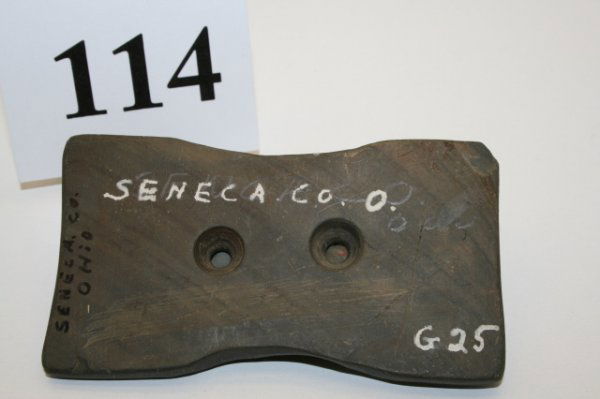 114
SENECA CO. O.
SENECA. CO.
OHIO
G25